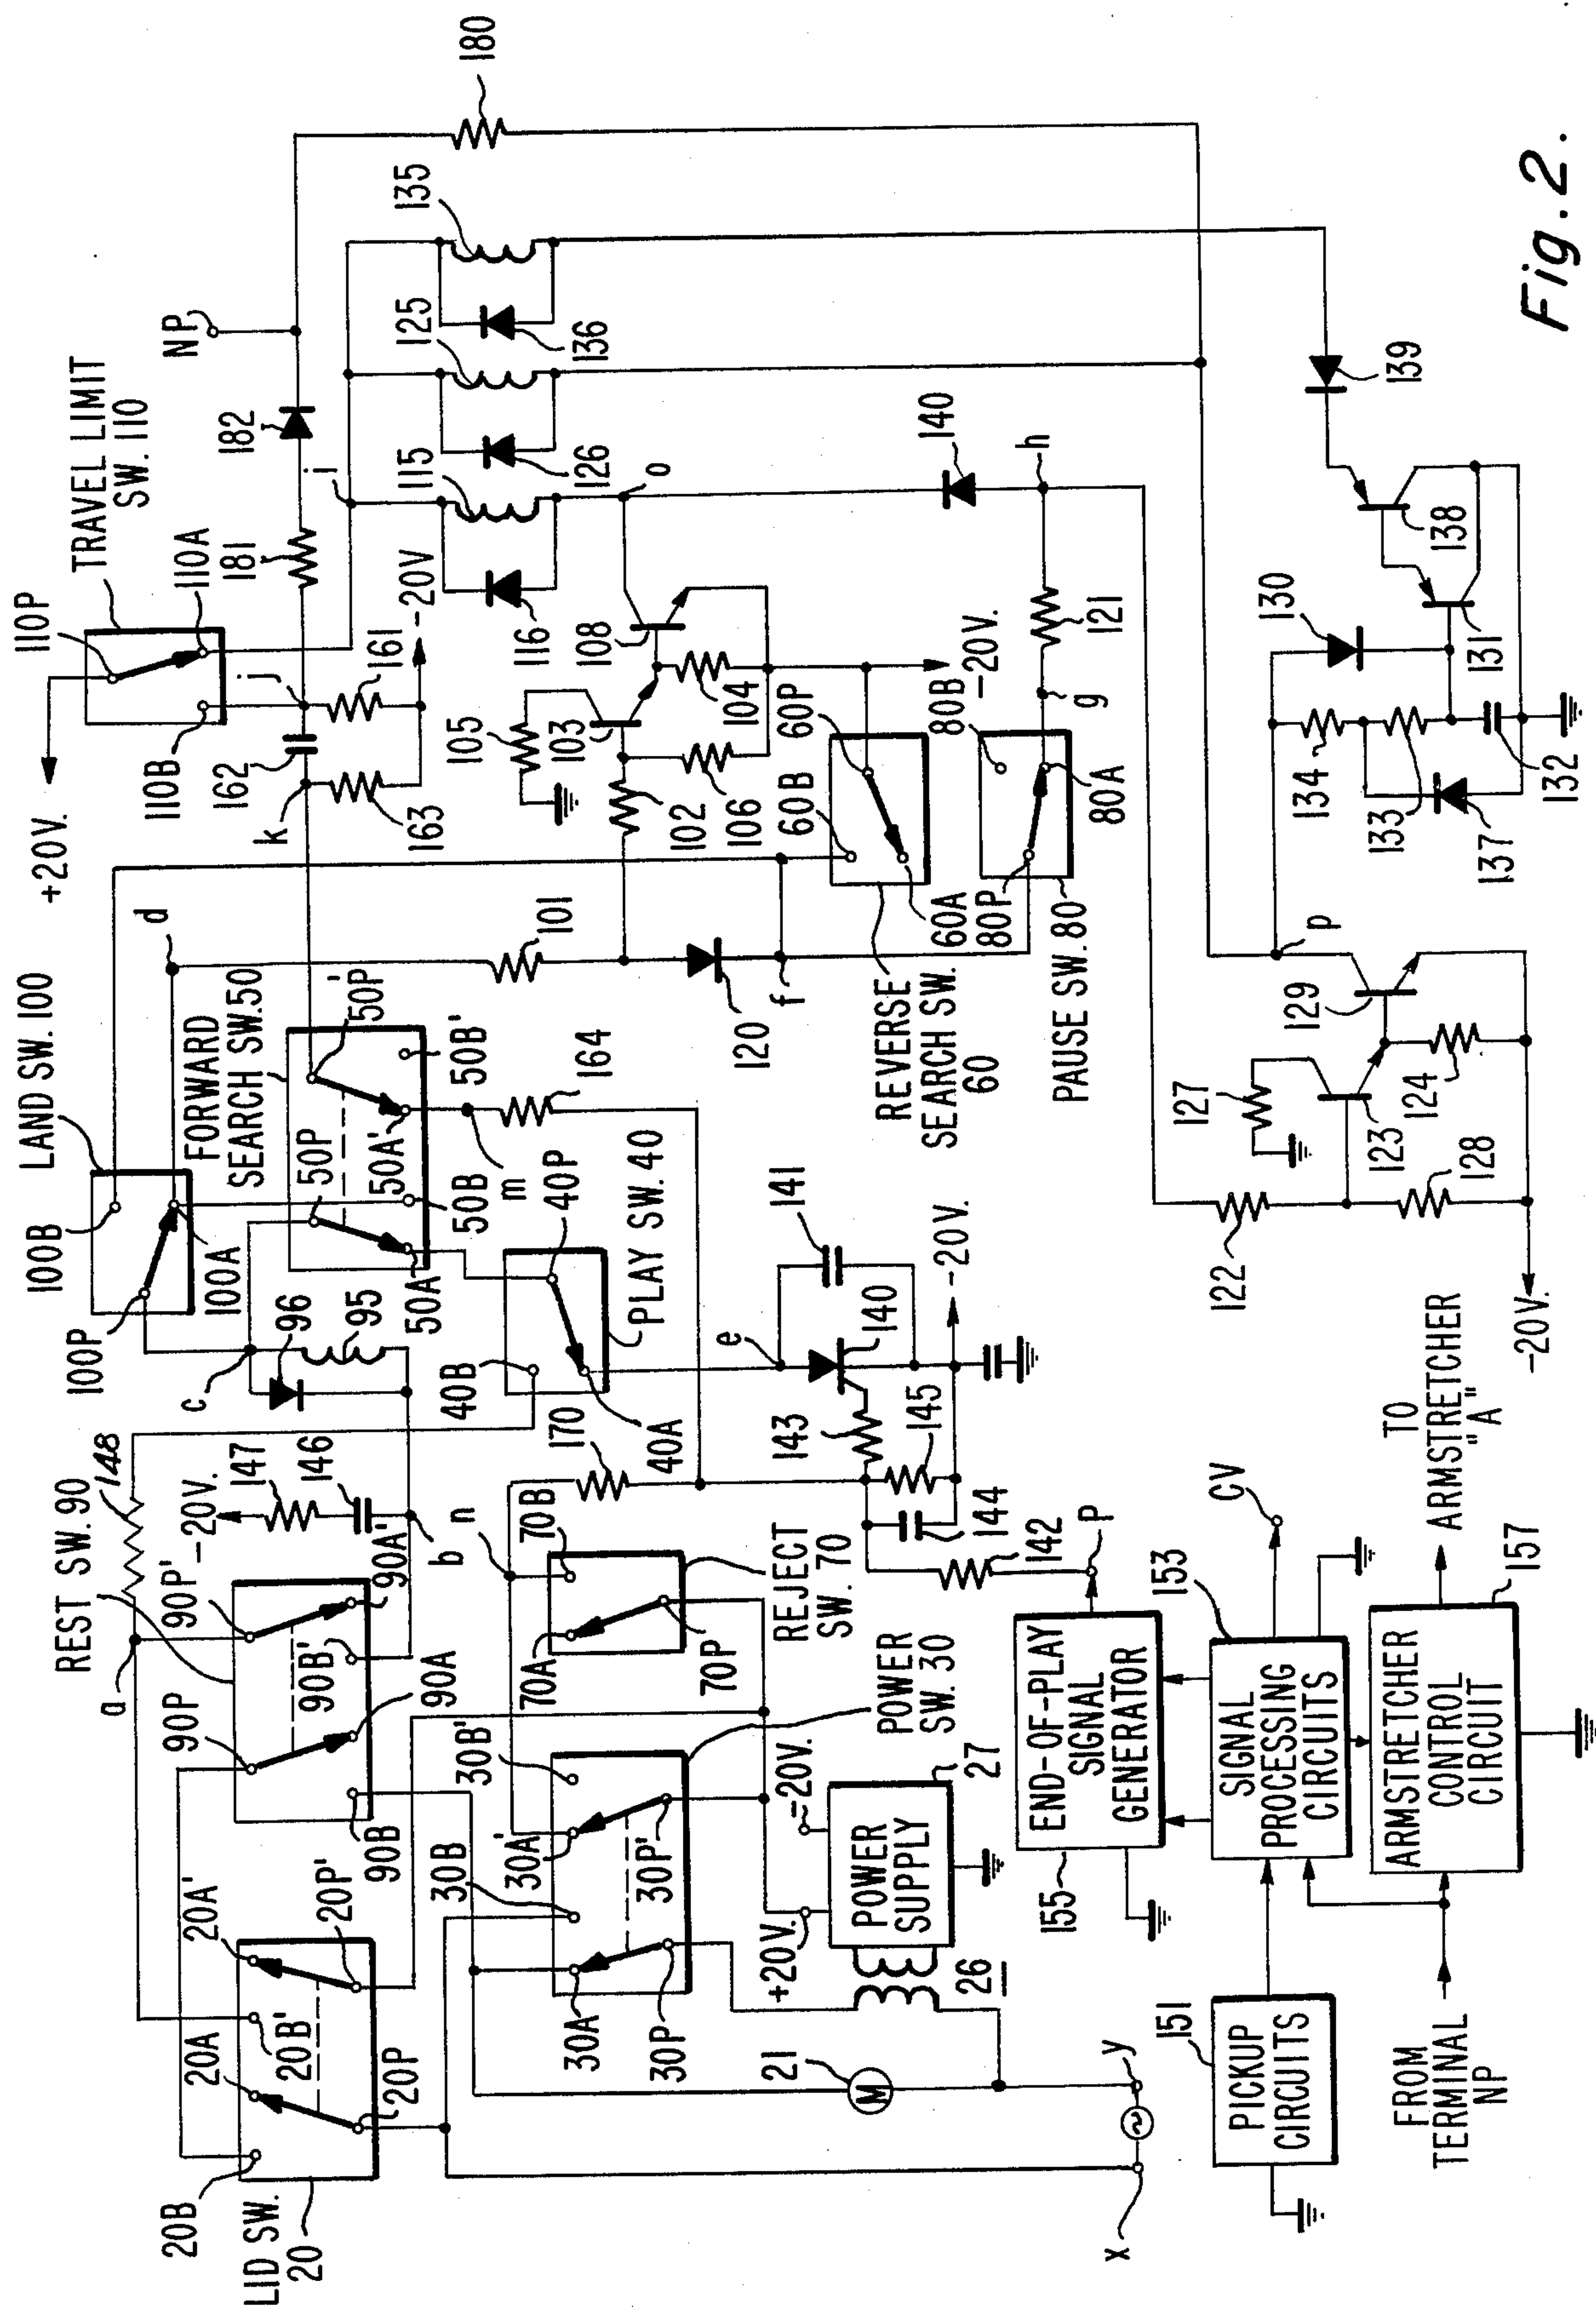 LAND SW. 100
100B
100P
100A
d
FORWARD
SEARCH SW. 50
50P
50P'
50A'
50B'
50B
50A
m
164
c
96
95
REST SW. 90
148
147
146
-20V.
90P'
90A'
90P
90B'
90A
90B
a
b
n
20A'
20P'
20A
20B'
20P
20B
LID SW.
20
+20V.
TRAVEL LIMIT
SW. 110
110P
110A
110B
j
i
k
162
163
161
-20V
181
182
NP
180
115
116
125
126
135
136
o
101
102
103
104
105
106
108
120
f
60P
60B
60A
REVERSE
SEARCH SW.
60
-20V.
80B
80A
80P
PAUSE SW. 80
g
121
h
140
40P
40B
40A
PLAY SW. 40
e
141
140
143
145
144
142
-20V.
P
170
70B
70A
70P
REJECT
SW. 70
30B'
30B
30A'
30P'
30A
30P
POWER
SW. 30
+20V.
=20V.
27
POWER
SUPPLY
26
21
M
x
y
155
END-OF-PLAY
SIGNAL
GENERATOR
153
SIGNAL
PROCESSING
CIRCUITS
CV
151
PICKUP
CIRCUITS
157
ARMSTRETCHER
CONTROL
CIRCUIT
TO
ARMSTRETCHER
"A"
FROM
TERMINAL
NP
122
123
124
127
128
129
-20V.
p
130
131
132
133
134
137
138
139
Fig. 2.